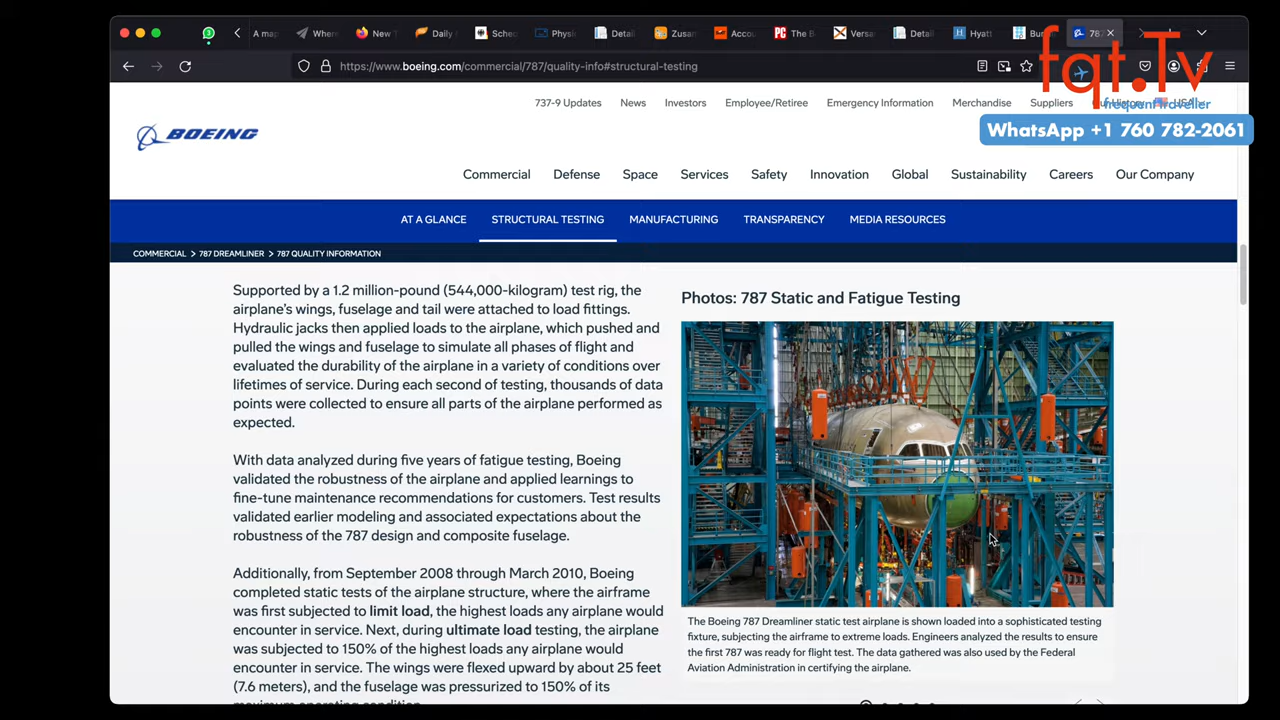 A map
Where
New T
Daily
Sched
Physi
Detail
Zusan
Accou
The B
Versa
Detail
Hyatt
787
https://www.boeing.com/commercial/787/quality-info#structural-testing
fqt.Tv
frequentTraveller
WhatsApp +1 760 782-2061
737-9 Updates News Investors Employee/Retiree Emergency Information Merchandise Suppliers
BOEING
Commercial Defense Space Services Safety Innovation Global Sustainability Careers Our Company
AT A GLANCE STRUCTURAL TESTING MANUFACTURING TRANSPARENCY MEDIA RESOURCES
COMMERCIAL > 787 DREAMLINER > 787 QUALITY INFORMATION
Supported by a 1.2 million-pound (544,000-kilogram) test rig, the
airplane's wings, fuselage and tail were attached to load fittings.
Hydraulic jacks then applied loads to the airplane, which pushed and
pulled the wings and fuselage to simulate all phases of flight and
evaluated the durability of the airplane in a variety of conditions over
lifetimes of service. During each second of testing, thousands of data
points were collected to ensure all parts of the airplane performed as
expected.
With data analyzed during five years of fatigue testing, Boeing
validated the robustness of the airplane and applied learnings to
fine-tune maintenance recommendations for customers. Test results
validated earlier modeling and associated expectations about the
robustness of the 787 design and composite fuselage.
Additionally, from September 2008 through March 2010, Boeing
completed static tests of the airplane structure, where the airframe
was first subjected to limit load, the highest loads any airplane would
encounter in service. Next, during ultimate load testing, the airplane
was subjected to 150% of the highest loads any airplane would
encounter in service. The wings were flexed upward by about 25 feet
(7.6 meters), and the fuselage was pressurized to 150% of its
maximum operating condition.
Photos: 787 Static and Fatigue Testing
The Boeing 787 Dreamliner static test airplane is shown loaded into a sophisticated testing
fixture, subjecting the airframe to extreme loads. Engineers analyzed the results to ensure
the first 787 was ready for flight test. The data gathered was also used by the Federal
Aviation Administration in certifying the airplane.